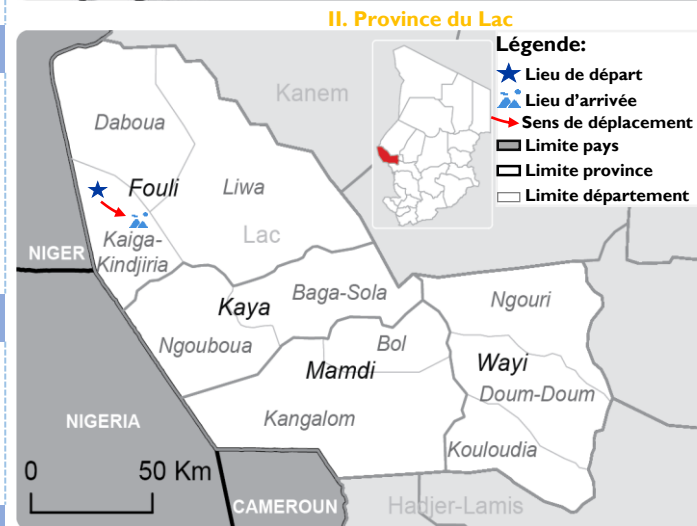 II. Province du Lac
Légende:
Lieu de départ
Lieu d'arrivée
Sens de déplacement
Limite pays
Limite province
Limite département
Kanem
Daboua
Fouli
Liwa
Lac
Kaiga-
Kindjiria
NIGER
Baga-Sola
Kaya
Ngouri
Ngouboua
Bol
Mamdi
Wayi
Doum-Doum
Kangalom
NIGERIA
Kouloudia
0 50 Km
CAMEROUN
Hadjer-Lamis